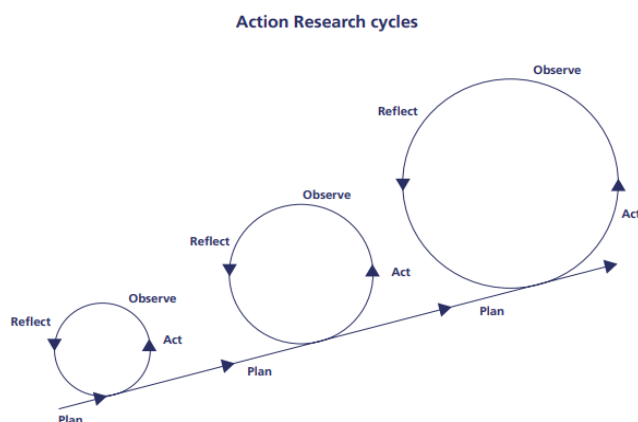 Action Research cycles
Observe
Reflect
Act
Plan
Observe
Reflect
Act
Plan
Observe
Reflect
Act
Plan